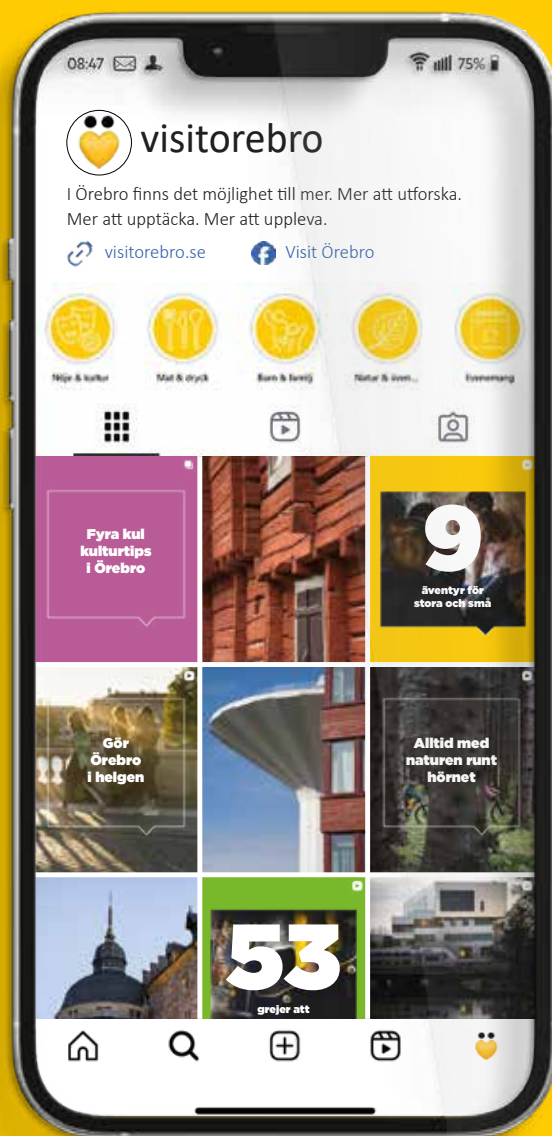 08:47
75%
visitorebro
I Örebro finns det möjlighet till mer. Mer att utforska.
Mer att upptäcka. Mer att uppleva.
visitorebro.se
Visit Örebro
Nöje & kultur
Mat & dryck
Barn & familj
Natur & även...
Evenemang
Fyra kul
kulturtips
i Örebro
9
äventyr för
stora och små
Gör
Örebro
i helgen
Alltid med
naturen runt
hörnet
53
grejer att